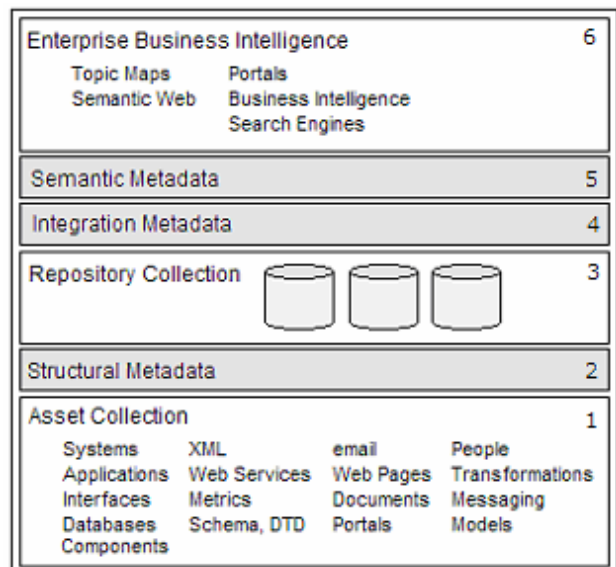 Enterprise Business Intelligence 6
Topic Maps Portals
Semantic Web Business Intelligence
Search Engines
Semantic Metadata 5
Integration Metadata 4
Repository Collection 3
Structural Metadata 2
Asset Collection 1
Systems XML email People
Applications Web Services Web Pages Transformations
Interfaces Metrics Documents Messaging
Databases Schema, DTD Portals Models
Components